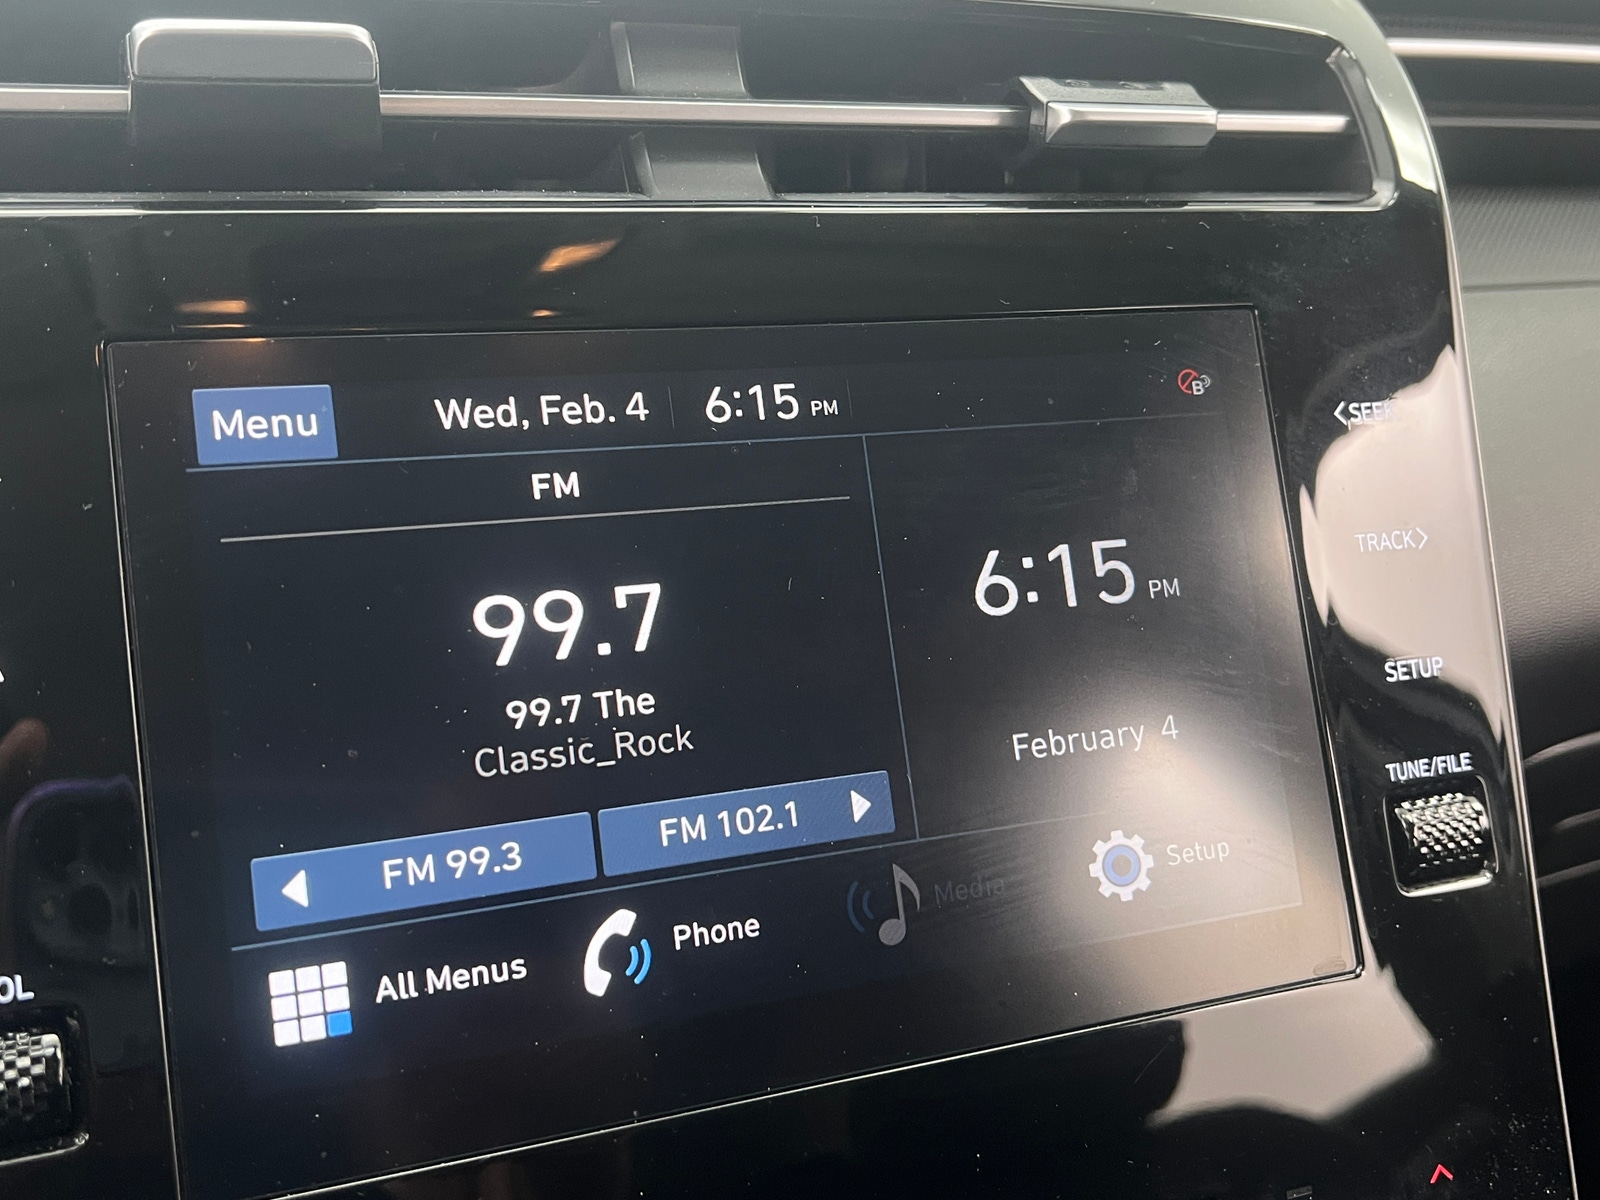 Menu Wed, Feb. 4 6:15 PM B
FM
99.7
99.7 The
Classic_Rock
FM 99.3 FM 102.1
6:15 PM
February 4
All Menus Phone Media Setup
SEEK
TRACK
SETUP
TUNE/FILE